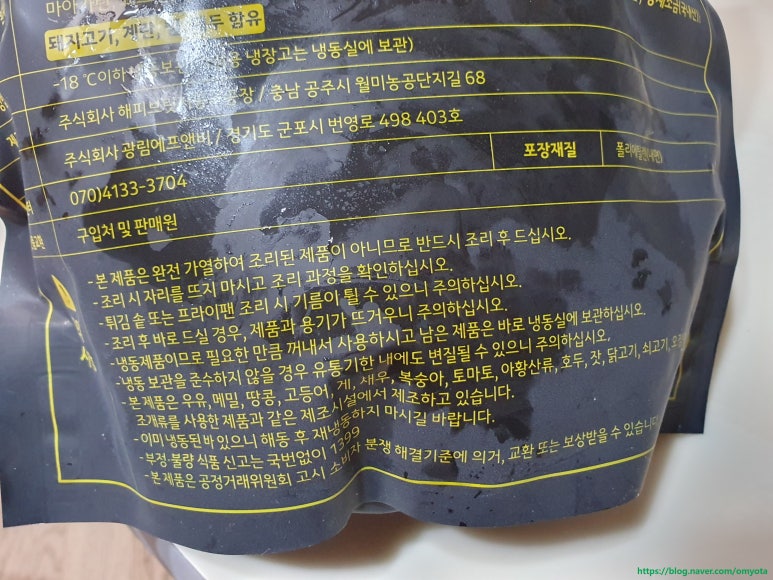 돼지고기, 계란, 두 함유
-18 ℃이하 냉장고는 냉동실에 보관)
주식회사 해피 / 충남 공주시 월미농공단지길 68
주식회사 광림에프앤비 / 경기도 군포시 번영로 498 403호
070)4133-3704 포장재질 폴리에틸렌(내면)
구입처 및 판매원
-본 제품은 완전 가열하여 조리된 제품이 아니므로 반드시 조리 후 드십시오.
-조리 시 자리를 뜨지 마시고 조리 과정을 확인하십시오.
-튀김 솥 또는 프라이팬 조리 시 기름이 튈 수 있으니 주의하십시오.
-조리 후 바로 드실 경우, 제품과 용기가 뜨거우니 주의하십시오.
-냉동제품이므로 필요한 만큼 꺼내서 사용하시고 남은 제품은 바로 냉동실에 보관하십시오.
-냉동 보관을 준수하지 않을 경우 유통기한 내에도 변질될 수 있으니 주의하십시오.
-본 제품은 우유, 메밀, 땅콩, 고등어, 게, 새우, 복숭아, 토마토, 아황산류, 호두, 잣, 닭고기, 쇠고기,
조개류를 사용한 제품과 같은 제조시설에서 제조하고 있습니다.
-이미 냉동된 바 있으니 해동 후 재냉동하지 마시길 바랍니다.
-부정·불량 식품 신고는 국번없이 1399
-본 제품은 공정거래위원회 고시 소비자 분쟁 해결기준에 의거, 교환 또는 보상받을 수 있습니다
https://blog.naver.com/omyota